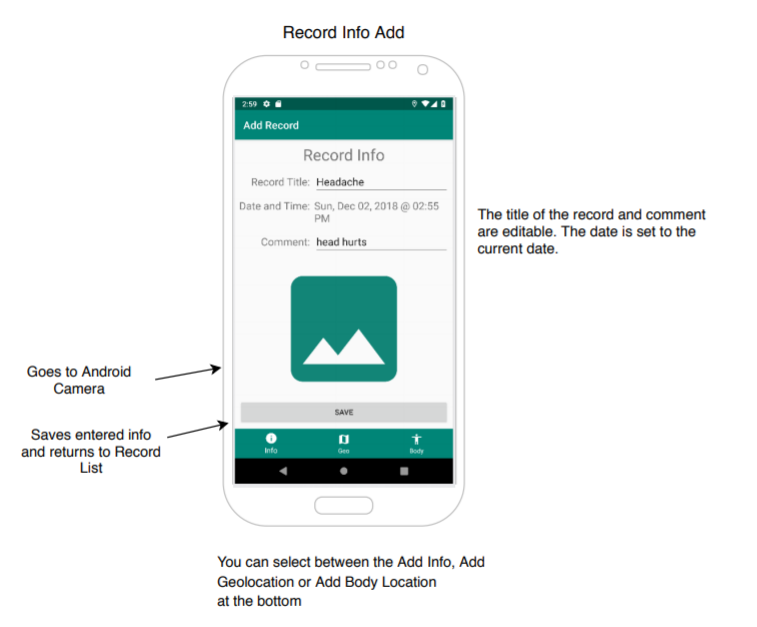 Record Info Add
2:59
Add Record
Record Info
Record Title: Headache
Date and Time: Sun, Dec 02, 2018 @ 02:55
PM
Comment: head hurts
The title of the record and comment
are editable. The date is set to the
current date.
Goes to Android
Camera
SAVE
Saves entered info
and returns to Record
List
Info Geo Body
You can select between the Add Info, Add
Geolocation or Add Body Location
at the bottom